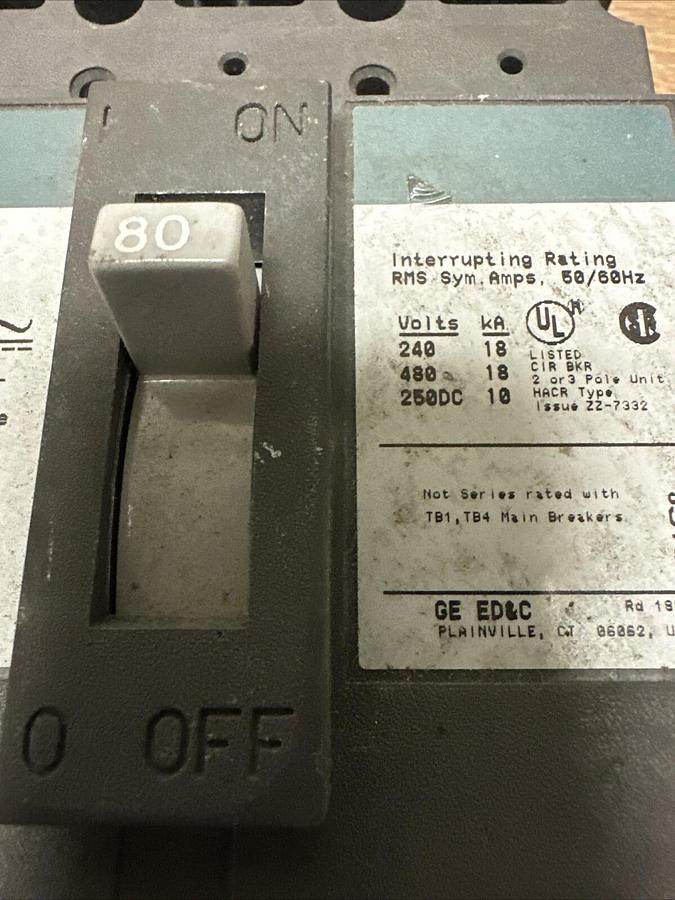 I ON
80
Interrupting Rating
RMS Sym. Amps, 50/60Hz
Volts kA
240 18
480 18
250DC 10
UL
LISTED
CIR BKR
2 or 3 Pole Unit
HACR Type
Issue ZZ-7332
Not Series rated with
TB1, TB4 Main Breakers
GE ED&C Rd
PLAINVILLE, CT 06062, U
O OFF